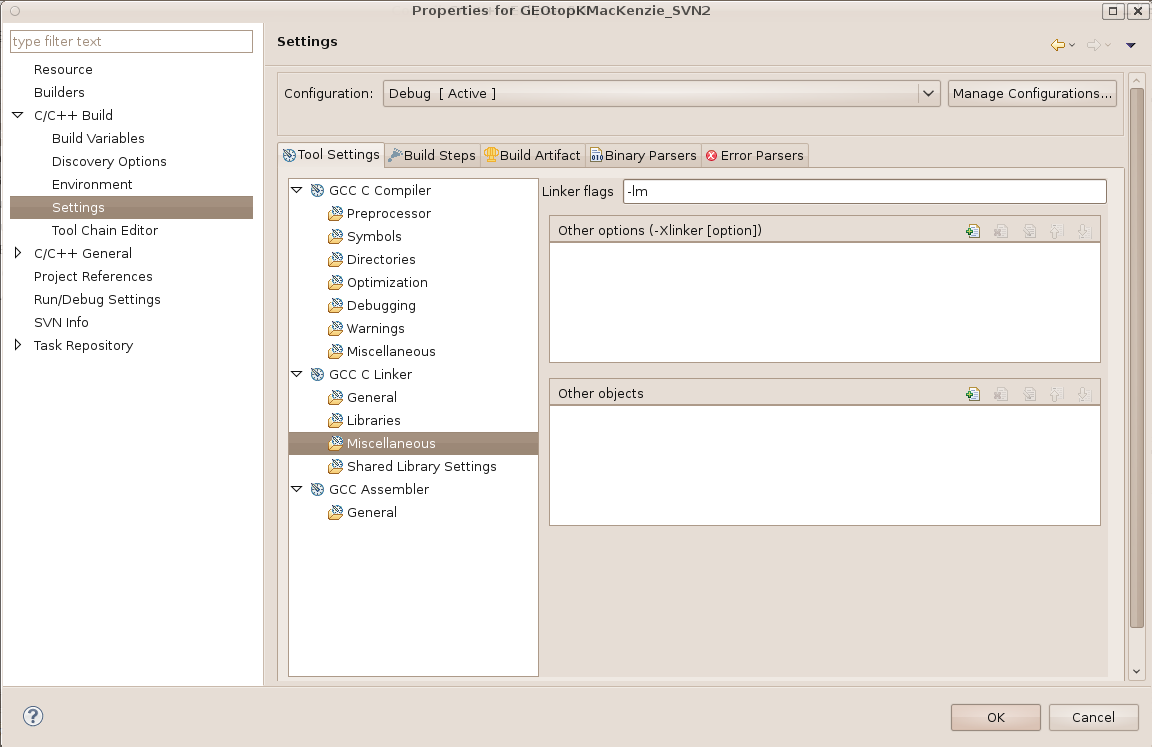 Properties for GEOtopKMacKenzie_SVN2
type filter text
Resource
Builders
C/C++ Build
Build Variables
Discovery Options
Environment
Settings
Tool Chain Editor
C/C++ General
Project References
Run/Debug Settings
SVN Info
Task Repository
Settings
Configuration: Debug [ Active ] Manage Configurations...
Tool Settings Build Steps Build Artifact Binary Parsers Error Parsers
GCC C Compiler
Preprocessor
Symbols
Directories
Optimization
Debugging
Warnings
Miscellaneous
GCC C Linker
General
Libraries
Miscellaneous
Shared Library Settings
GCC Assembler
General
Linker flags -lm
Other options (-Xlinker [option])
Other objects
OK Cancel